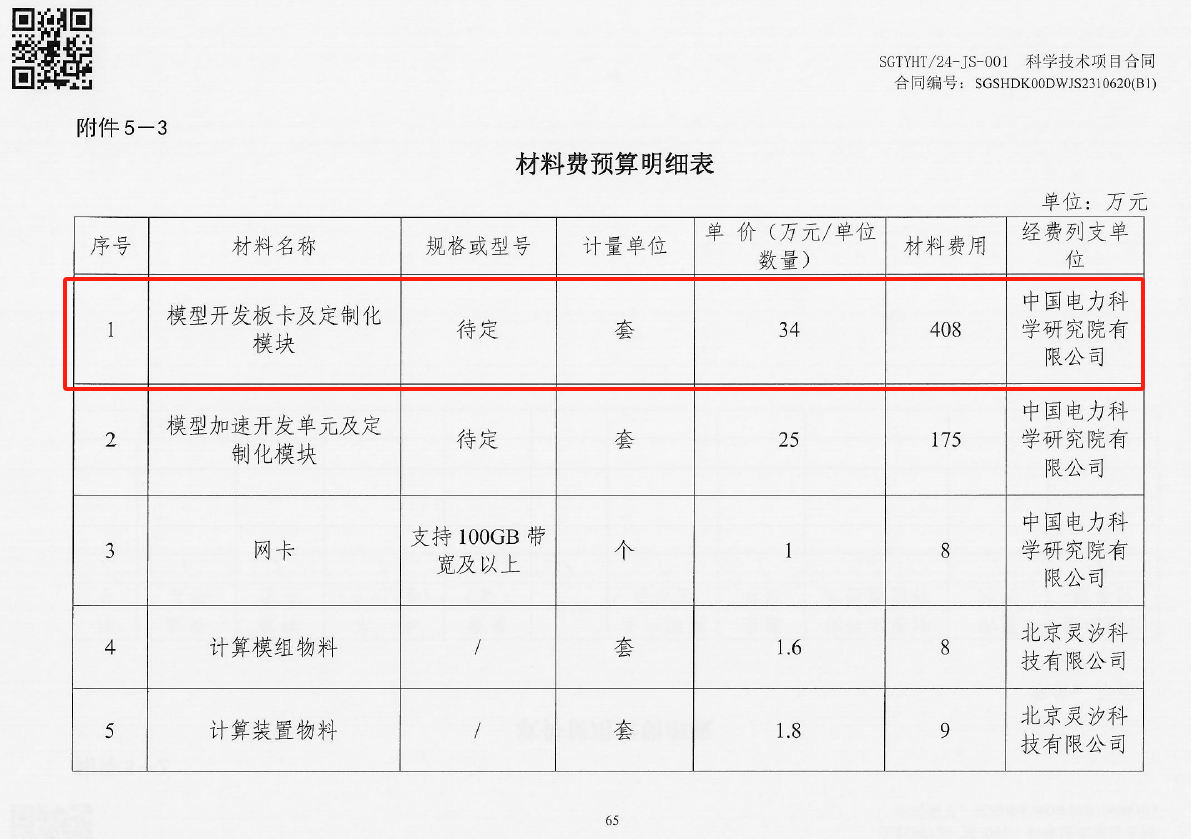 SGTYHT/24-JS-001 科学技术项目合同
合同编号：SGSHDK00DWJS2310620(B1)
附件5－3
材料费预算明细表
单位：万元
序号 材料名称 规格或型号 计量单位 单 价（万元/单位 数量） 材料费用 经费列支单 位
1 模型开发板卡及定制化 模块 待定 套 34 408 中国电力科 学研究院有 限公司
2 模型加速开发单元及定 制化模块 待定 套 25 175 中国电力科 学研究院有 限公司
3 网卡 支持100GB带 宽及以上 个 1 8 中国电力科 学研究院有 限公司
4 计算模组物料 / 套 1.6 8 北京灵汐科 技有限公司
5 计算装置物料 / 套 1.8 9 北京灵汐科 技有限公司
65